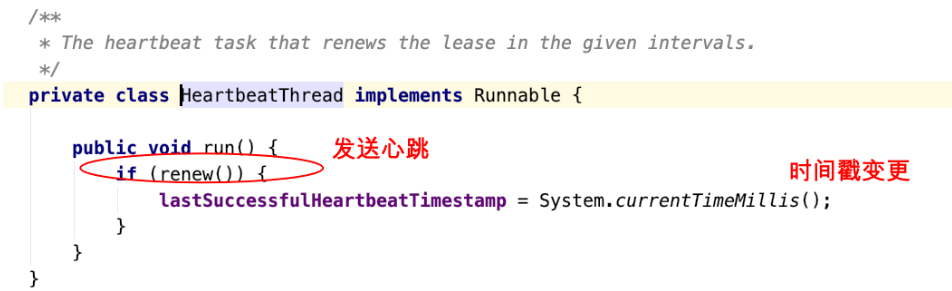 /**
* The heartbeat task that renews the lease in the given intervals.
*/
private class HeartbeatThread implements Runnable {
public void run() {
发送心跳
if (renew()) {
时间戳变更
lastSuccessfulHeartbeatTimestamp = System.currentTimeMillis();
}
}
}